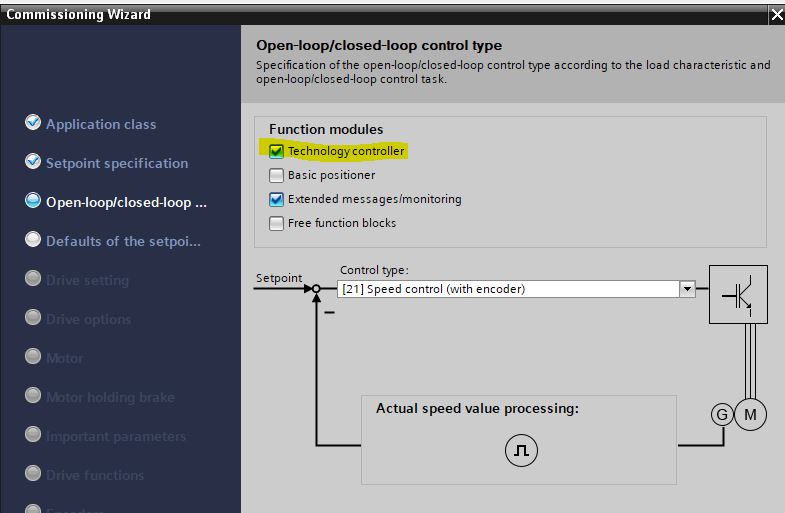 Commissioning Wizard
Open-loop/closed-loop control type
Specification of the open-loop/closed-loop control type according to the load characteristic and
open-loop/closed-loop control task.
Application class
Setpoint specification
Open-loop/closed-loop ...
Defaults of the setpoi...
Drive setting
Drive options
Motor
Motor holding brake
Important parameters
Drive functions
Function modules
Technology controller
Basic positioner
Extended messages/monitoring
Free function blocks
Setpoint
Control type:
[21] Speed control (with encoder)
Actual speed value processing:
G
M